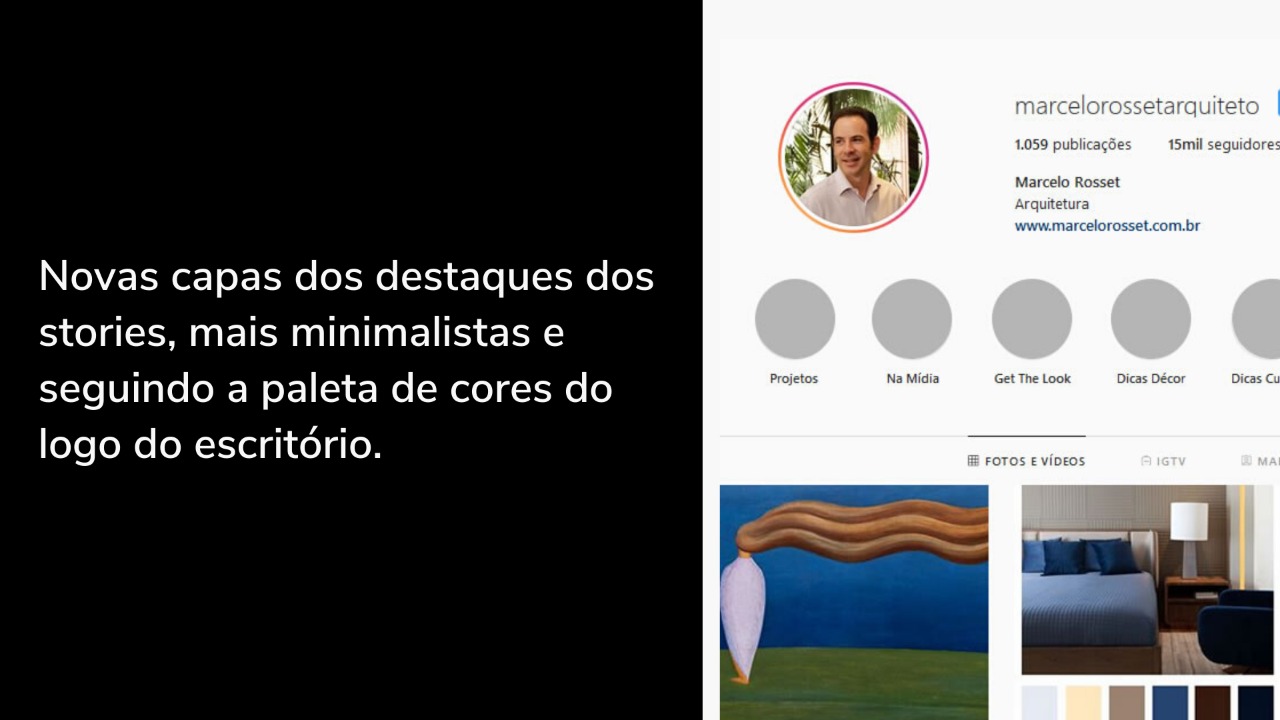 Novas capas dos destaques dos
stories, mais minimalistas e
seguindo a paleta de cores do
logo do escritório.
marcelorossetarquiteto
1.059 publicações 15mil seguidores
Marcelo Rosset
Arquitetura
www.marcelorosset.com.br
Projetos Na Mídia Get The Look Dicas Décor Dicas Cu
FOTOS E VÍDEOS IGTV MA